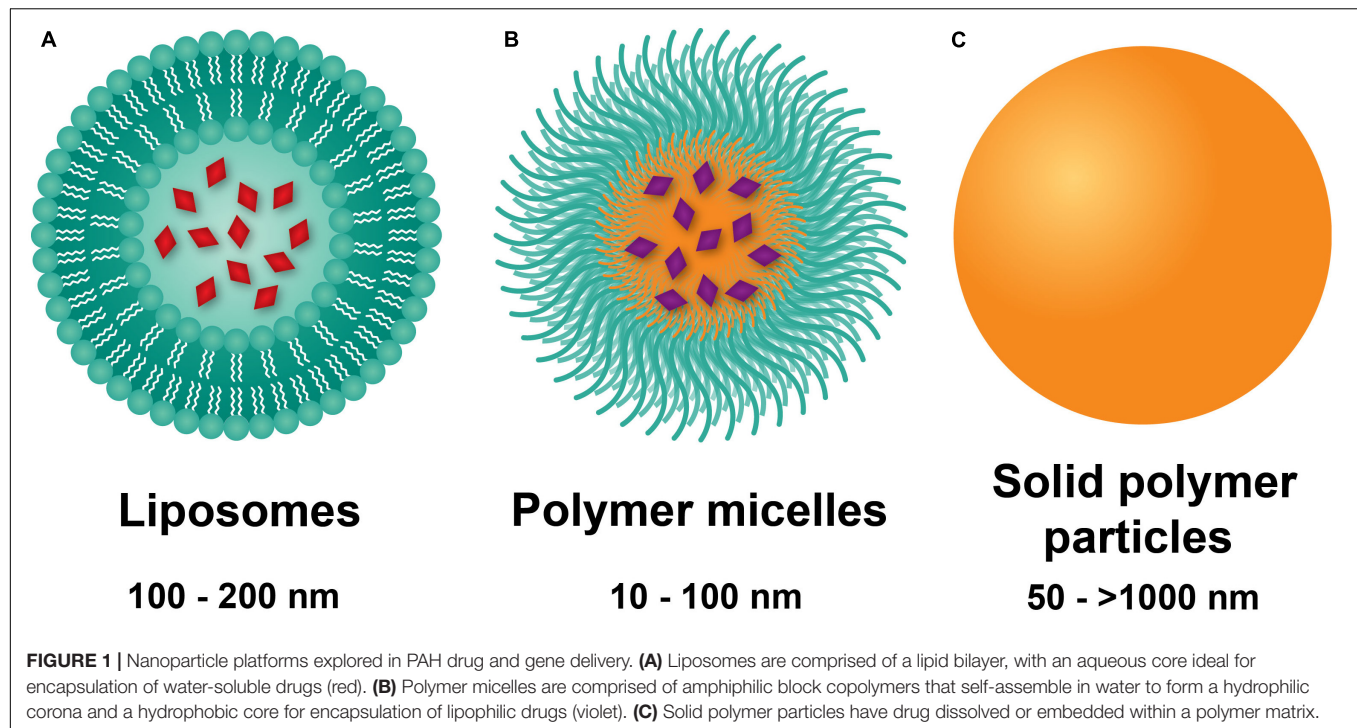 A
B
C
Liposomes
100 - 200 nm
Polymer micelles
10 - 100 nm
Solid polymer
particles
50 - >1000 nm
FIGURE 1 | Nanoparticle platforms explored in PAH drug and gene delivery. (A) Liposomes are comprised of a lipid bilayer, with an aqueous core ideal for
encapsulation of water-soluble drugs (red). (B) Polymer micelles are comprised of amphiphilic block copolymers that self-assemble in water to form a hydrophilic
corona and a hydrophobic core for encapsulation of lipophilic drugs (violet). (C) Solid polymer particles have drug dissolved or embedded within a polymer matrix.